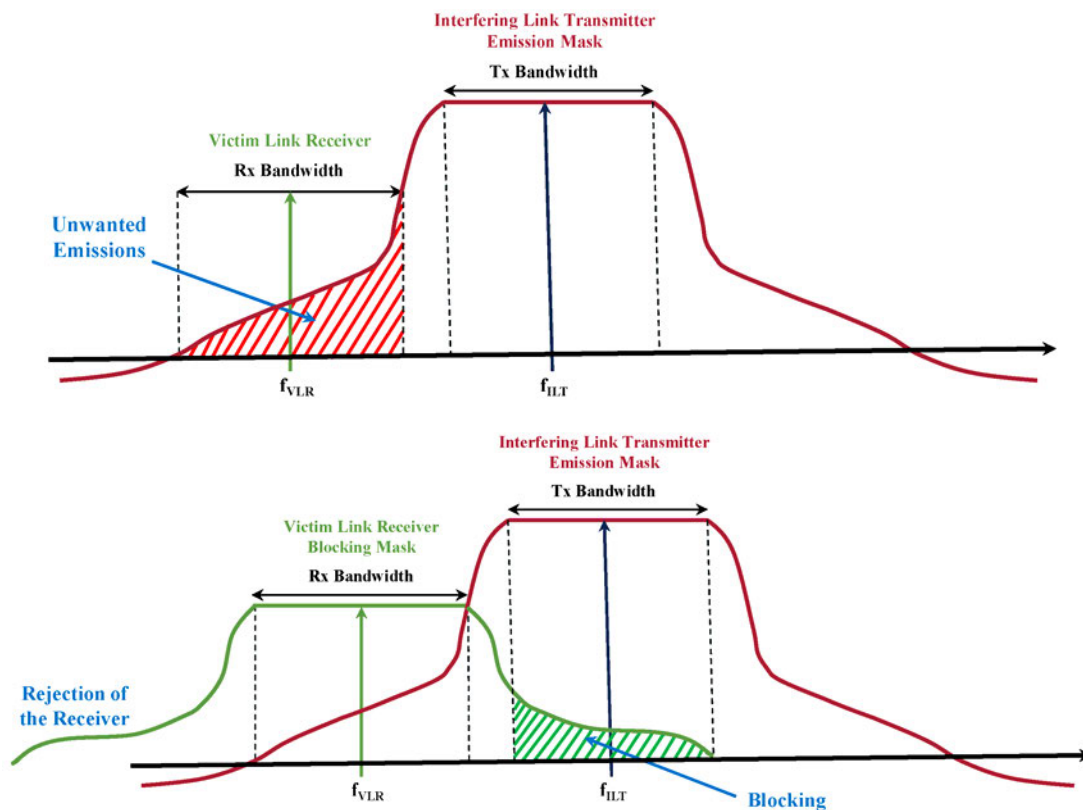 Interfering Link Transmitter
Emission Mask
Tx Bandwidth
Victim Link Receiver
Rx Bandwidth
Unwanted
Emissions
fVLR
fILT
Interfering Link Transmitter
Emission Mask
Tx Bandwidth
Victim Link Receiver
Blocking Mask
Rx Bandwidth
Rejection of
the Receiver
fVLR
fILT
Blocking